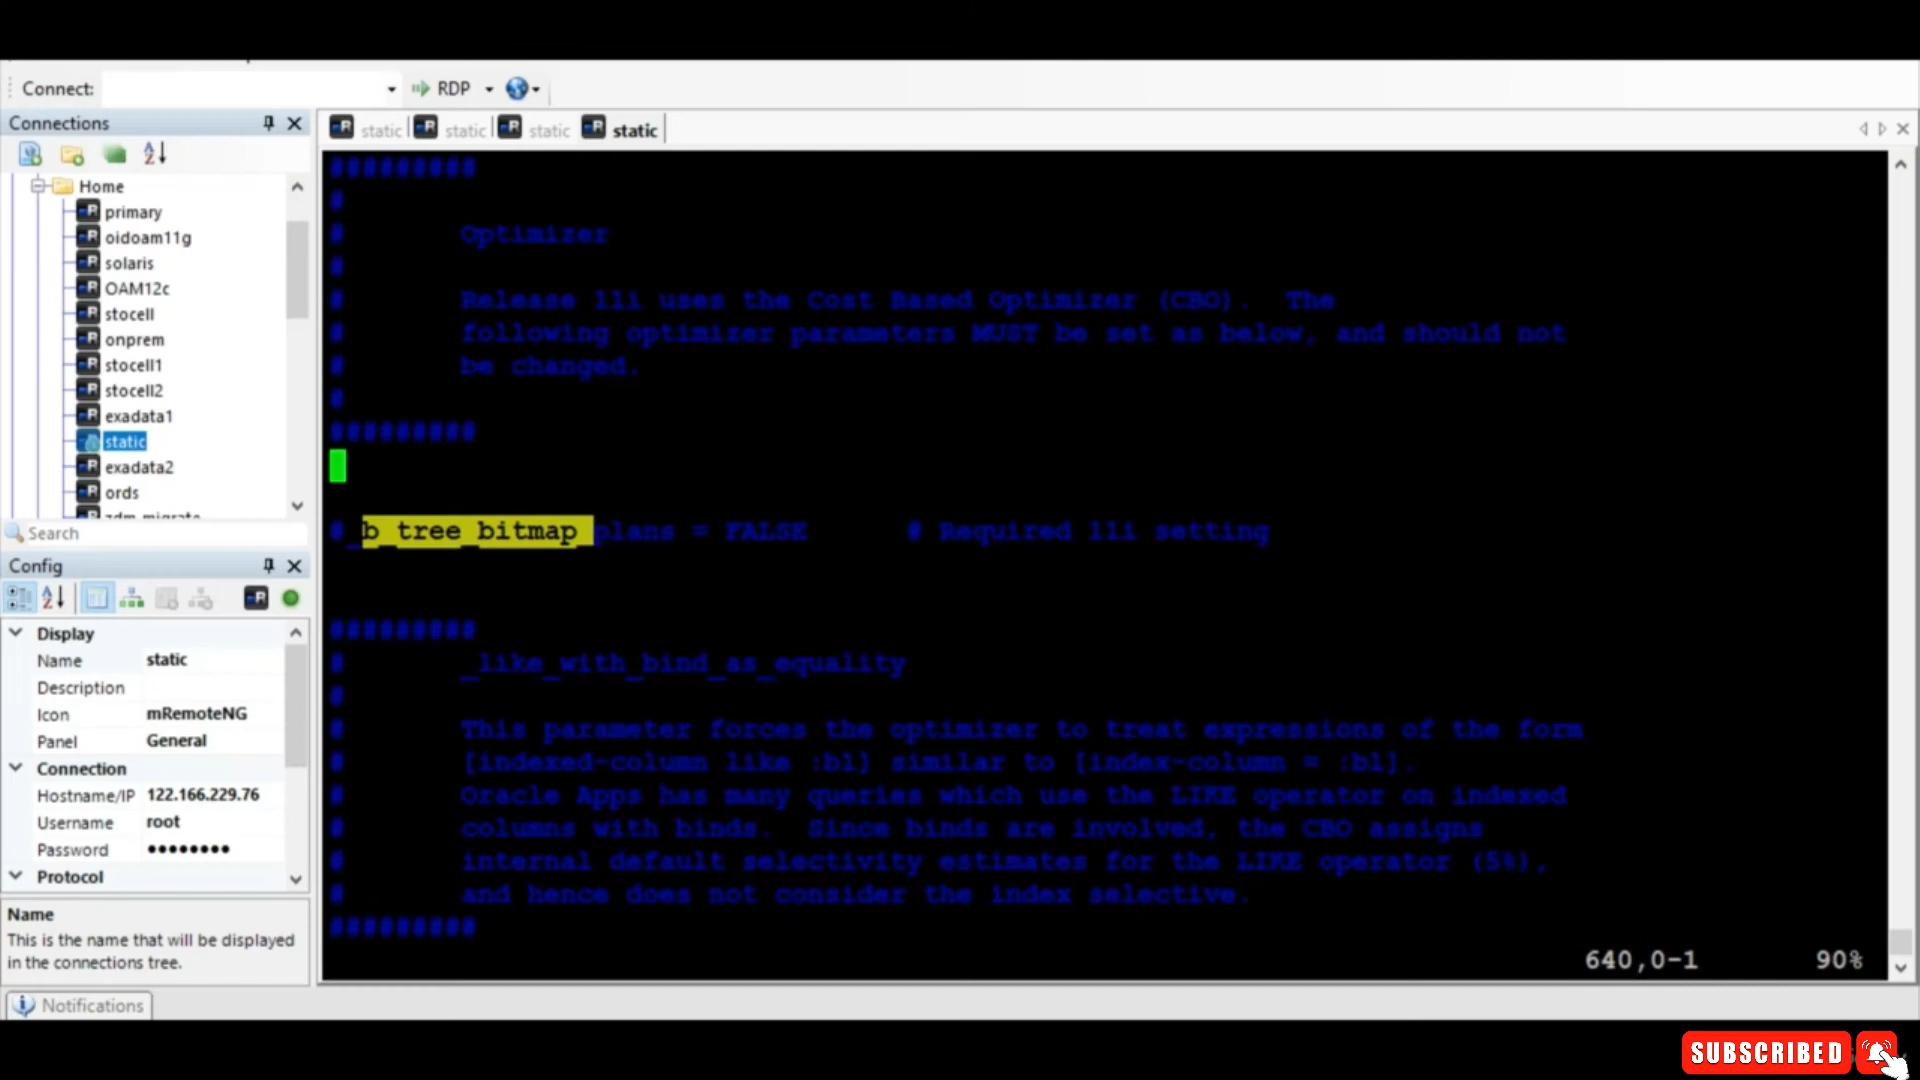 Connect:
RDP
Connections
static
static
static
static
Home
primary
oidoam11g
solaris
OAM12c
stocell
onprem
stocell1
stocell2
exadata1
static
exadata2
ords
zdm_migrate
Search
Config
Display
Name static
Description
Icon mRemoteNG
Panel General
Connection
Hostname/IP 122.166.229.76
Username root
Password ●●●●●●●●
Protocol
Name
This is the name that will be displayed
in the connections tree.
Notifications
#########
#
# Optimizer
#
# Release 11i uses the Cost Based Optimizer (CBO).  The
# following optimizer parameters MUST be set as below, and should not
# be changed.
#
#########
#_b_tree_bitmap_plans = FALSE # Required 11i setting
#########
# _like_with_bind_as_equality
#
# This parameter forces the optimizer to treat expressions of the form
# [indexed-column like :b1] similar to [index-column = :b1].
# Oracle Apps has many queries which use the LIKE operator on indexed
# columns with binds.  Since binds are involved, the CBO assigns
# internal default selectivity estimates for the LIKE operator (5%),
# and hence does not consider the index selective.
#########
640,0-1 90%
SUBSCRIBED